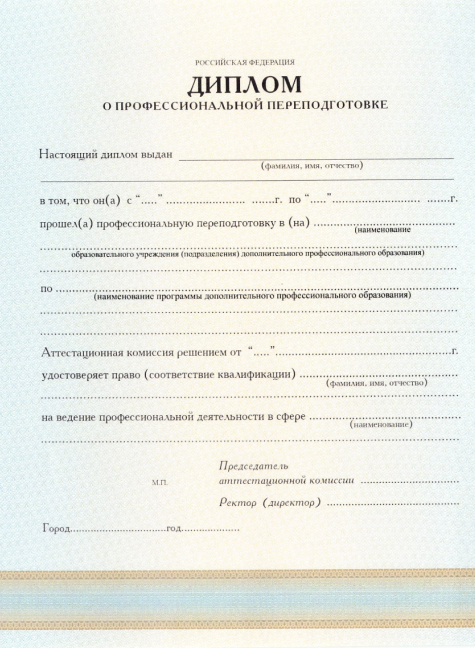 РОССИЙСКАЯ ФЕДЕРАЦИЯ
ДИПЛОМ
О ПРОФЕССИОНАЛЬНОЙ ПЕРЕПОДГОТОВКЕ
Настоящий диплом выдан
(фамилия, имя, отчество)
в том, что он(а) с “.....” .......................... .......г. по “.....”............................. .......г.
прошел(а) профессиональную переподготовку в (на) ...............................................
(наименование
образовательного учреждения (подразделения) дополнительного профессионального образования)
по ....................................................................................................
(наименование программы дополнительного профессионального образования)
Аттестационная комиссия решением от “.....”............................................................г.
удостоверяет право (соответствие квалификации) ....................................................
(фамилия, имя, отчество)
на ведение профессиональной деятельности в сфере .................................................
(наименование)
Председатель
М.П. аттестационной комиссии ................................
Ректор (директор) ...........................................
Город................................год....................